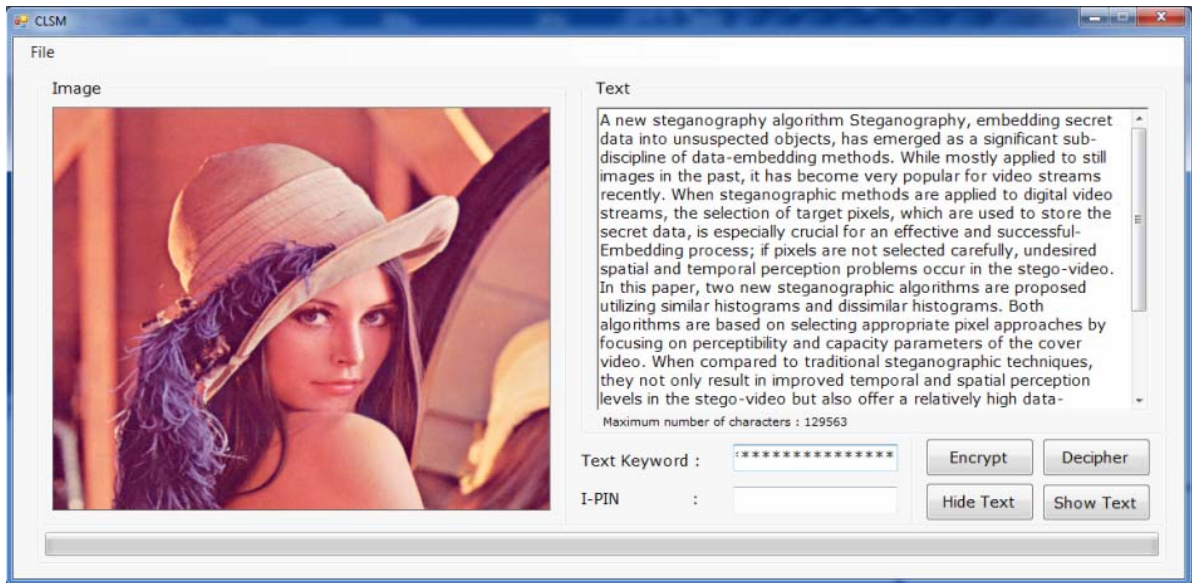 CLSM
File
Image
Text
A new steganography algorithm Steganography, embedding secret
data into unsuspected objects, has emerged as a significant sub-
discipline of data-embedding methods. While mostly applied to still
images in the past, it has become very popular for video streams
recently. When steganographic methods are applied to digital video
streams, the selection of target pixels, which are used to store the
secret data, is especially crucial for an effective and successful-
Embedding process; if pixels are not selected carefully, undesired
spatial and temporal perception problems occur in the stego-video.
In this paper, two new steganographic algorithms are proposed
utilizing similar histograms and dissimilar histograms. Both
algorithms are based on selecting appropriate pixel approaches by
focusing on perceptibility and capacity parameters of the cover
video. When compared to traditional steganographic techniques,
they not only result in improved temporal and spatial perception
levels in the stego-video but also offer a relatively high data-
Maximum number of characters : 129563
Text Keyword : ***************
Encrypt Decipher
I-PIN :
Hide Text Show Text